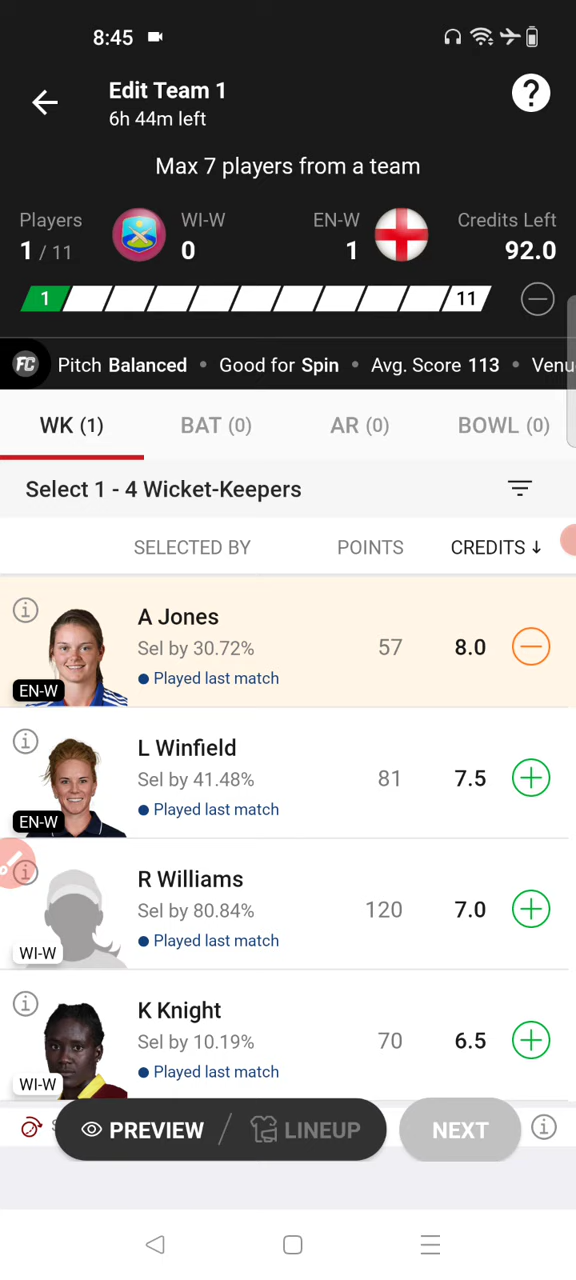 8:45
Edit Team 1
6h 44m left
?
Max 7 players from a team
Players
WI-W
EN-W
Credits Left
1 / 11
0
1
92.0
1
11
FC Pitch Balanced • Good for Spin • Avg. Score 113 • Venu
WK (1)
BAT (0)
AR (0)
BOWL (0)
Select 1 - 4 Wicket-Keepers
SELECTED BY
POINTS
CREDITS ↓
A Jones
Sel by 30.72%
57
8.0
Played last match
EN-W
L Winfield
Sel by 41.48%
81
7.5
Played last match
EN-W
R Williams
Sel by 80.84%
120
7.0
Played last match
WI-W
K Knight
Sel by 10.19%
70
6.5
Played last match
WI-W
PREVIEW / LINEUP
NEXT